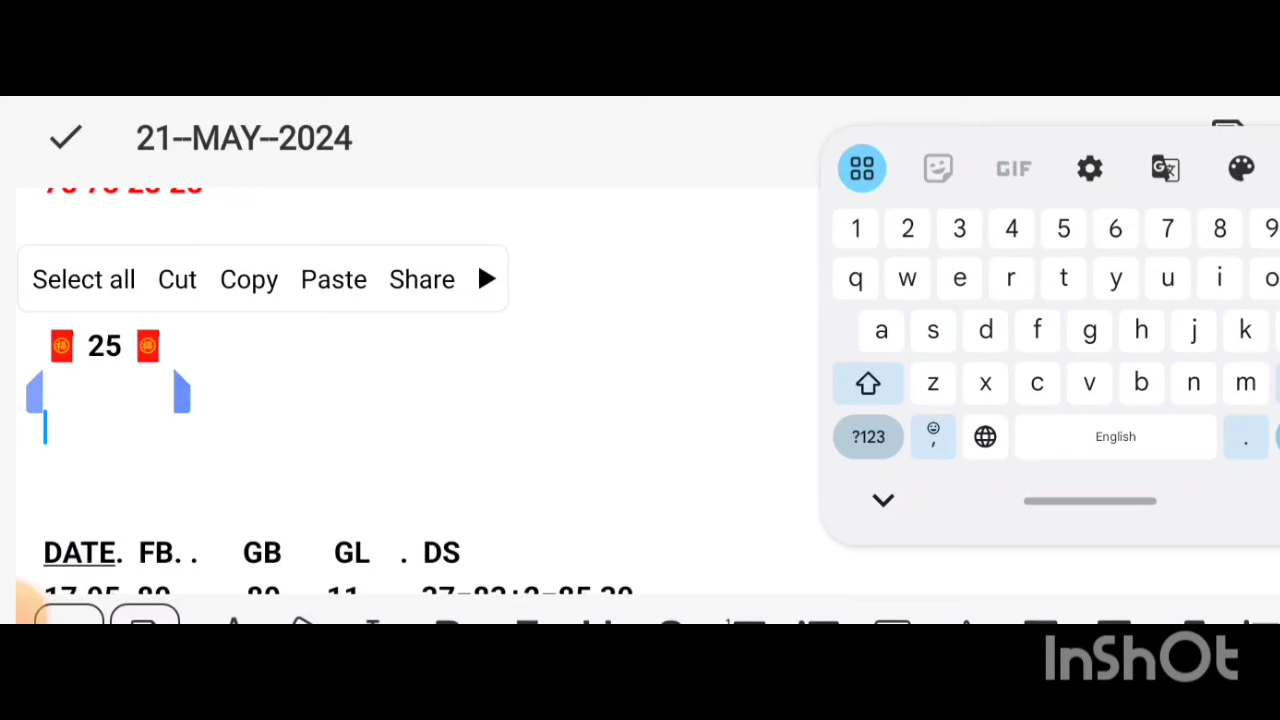 21--MAY--2024
GIF
1 2 3 4 5 6 7 8 9
Select all Cut Copy Paste Share
q w e r t y u i o
🧧 25 🧧
a s d f g h j k
z x c v b n m
?123 , English .
DATE. FB. . GB GL . DS
InShOt